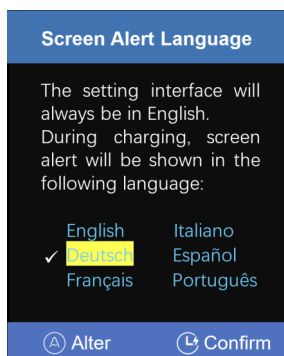 Screen Alert Language
The setting interface will
always be in English.
During charging, screen
alert will be shown in the
following language:
English Italiano
✓ Deutsch Español
Français Português
A Alter Confirm